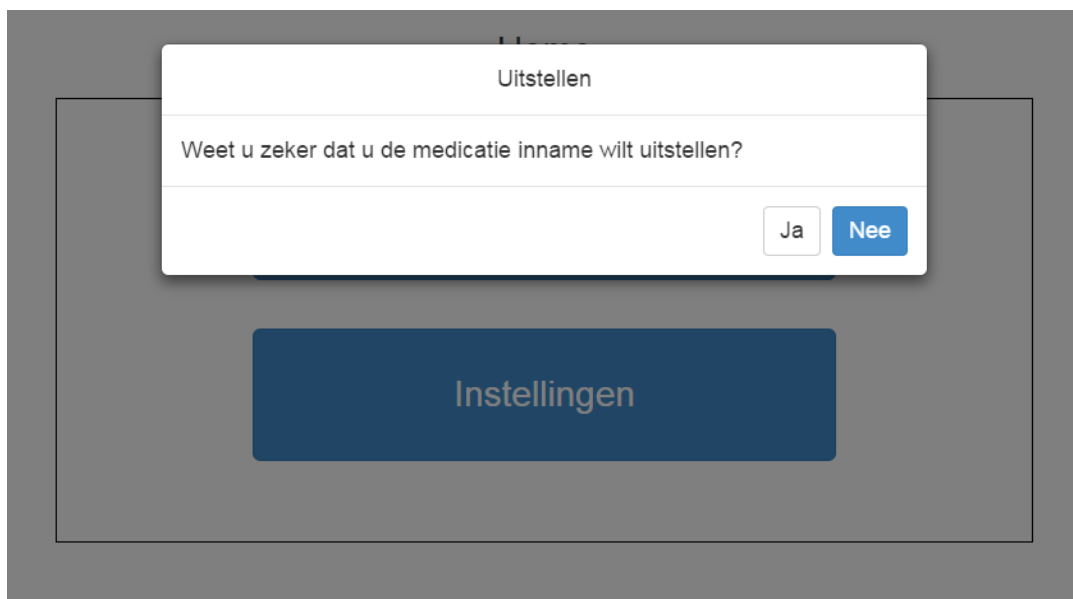 Uitstellen
Weet u zeker dat u de medicatie inname wilt uitstellen?
Ja
Nee
Instellingen